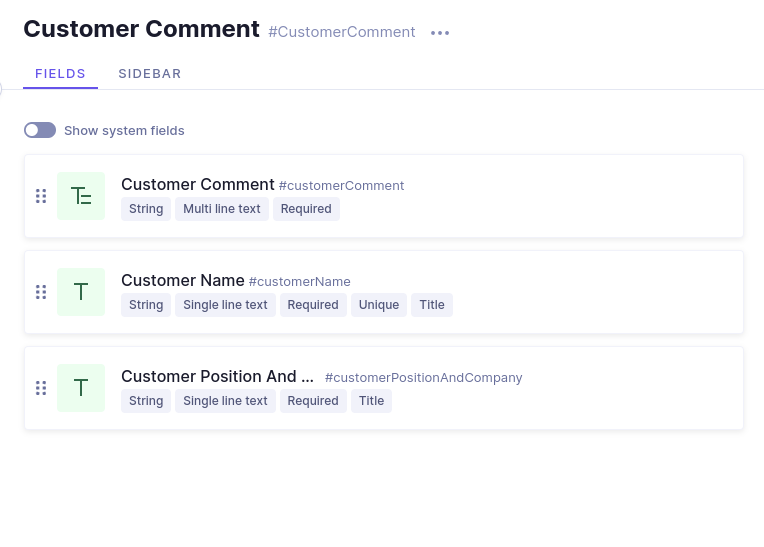 Customer Comment #CustomerComment
FIELDS SIDEBAR
Show system fields
Customer Comment #customerComment
String Multi line text Required
Customer Name #customerName
String Single line text Required Unique Title
Customer Position And ... #customerPositionAndCompany
String Single line text Required Title